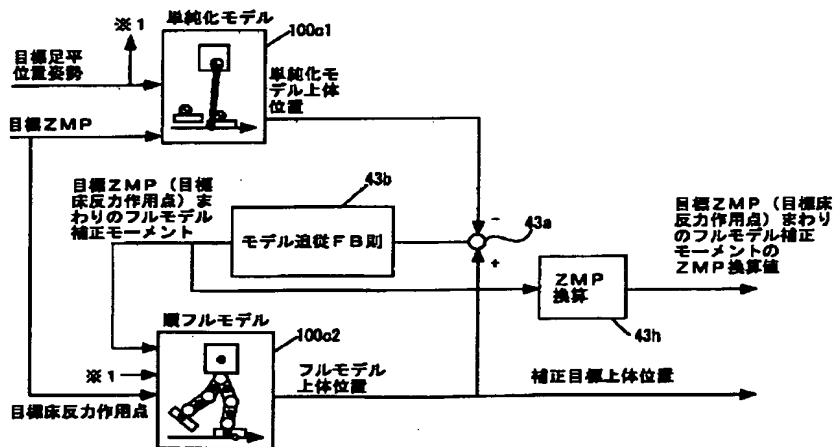 単純化モデル
100c1
※1
目標足平
位置姿勢
単純化モ
デル上体
位置
目標ZMP
目標ZMP（目標
床反力作用点）ま
わりのフルモデル
補正モーメント
43b
モデル追従FB則
−
43a
+
目標ZMP（目標床
反力作用点）まわり
のフルモデル補正
モーメントの
ZMP換算値
ZMP
換算
43h
順フルモデル
100c2
※1
フルモデル
上体位置
補正目標上体位置
目標床反力作用点